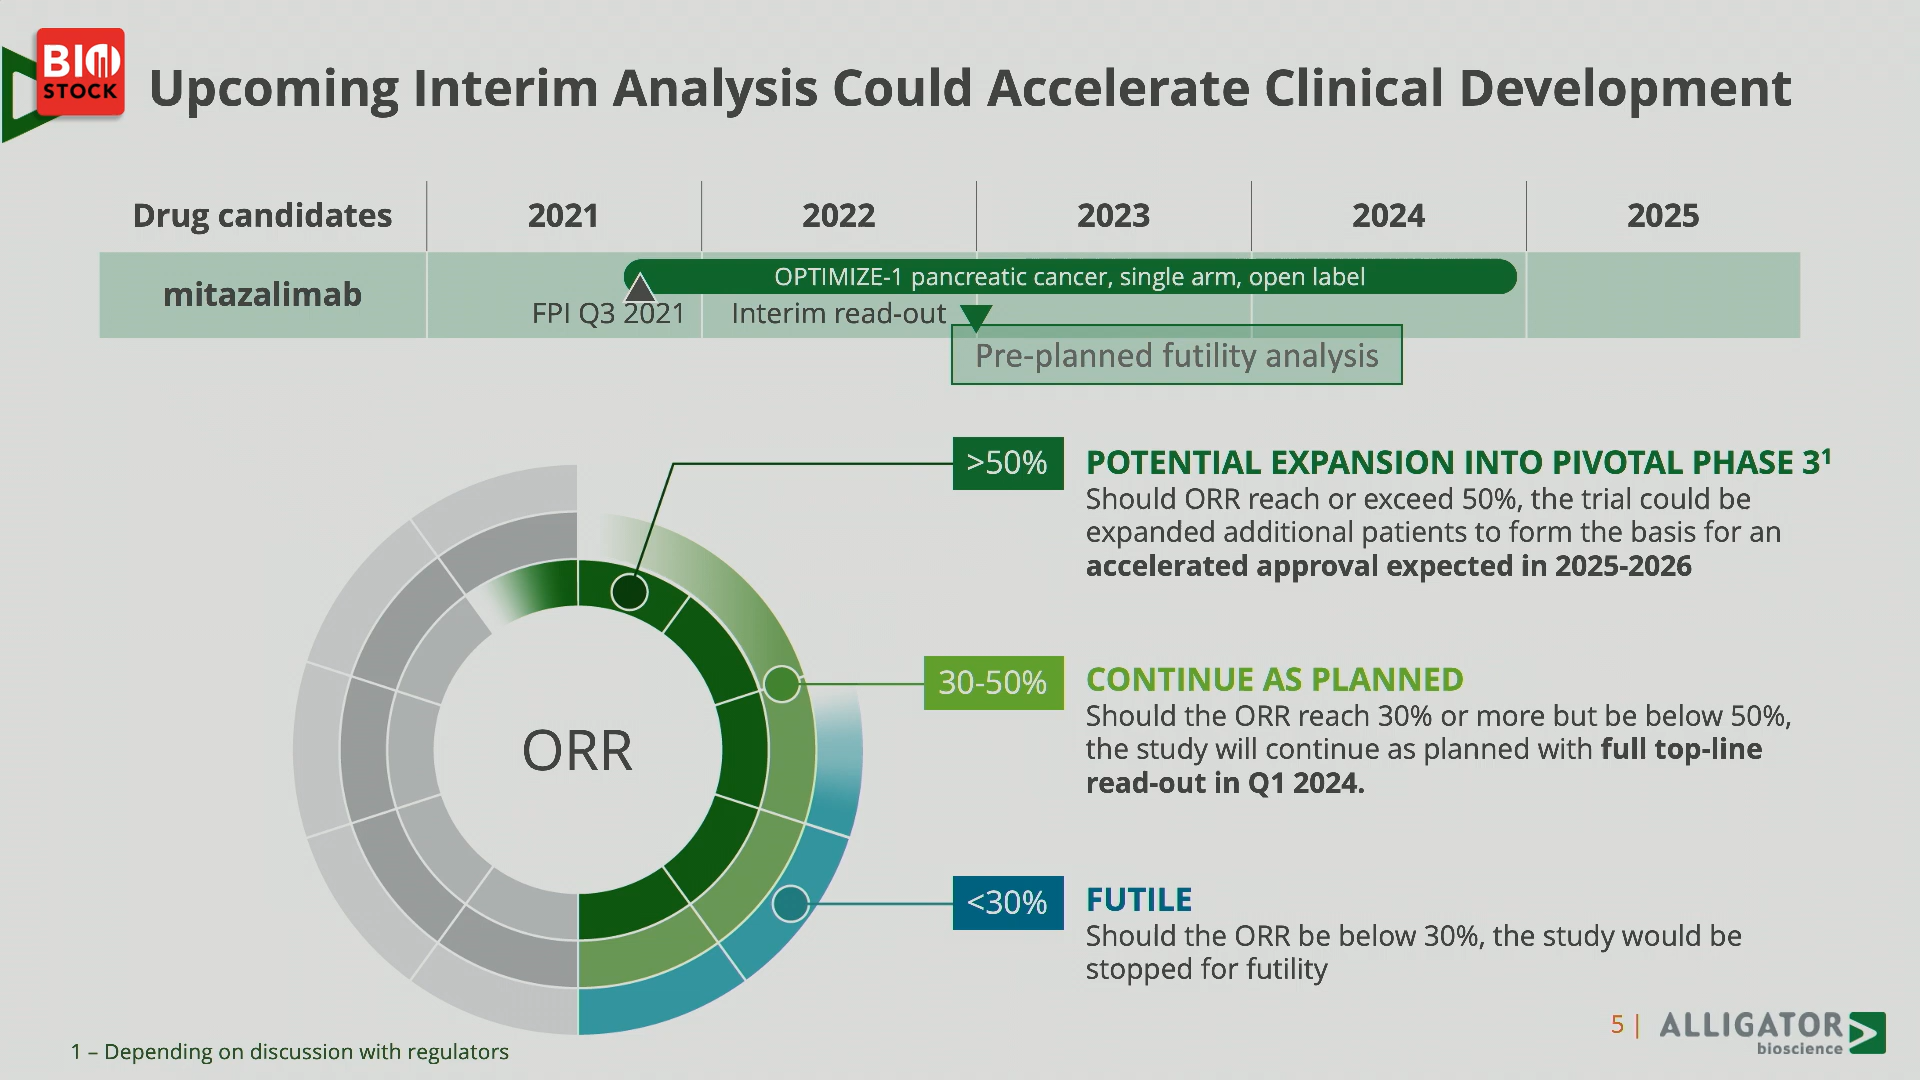 BIO
STOCK
Upcoming Interim Analysis Could Accelerate Clinical Development
Drug candidates 2021 2022 2023 2024 2025
mitazalimab
OPTIMIZE-1 pancreatic cancer, single arm, open label
FPI Q3 2021 Interim read-out
Pre-planned futility analysis
>50% POTENTIAL EXPANSION INTO PIVOTAL PHASE 3¹
Should ORR reach or exceed 50%, the trial could be
expanded additional patients to form the basis for an
accelerated approval expected in 2025-2026
30-50% CONTINUE AS PLANNED
Should the ORR reach 30% or more but be below 50%,
the study will continue as planned with full top-line
read-out in Q1 2024.
ORR
<30% FUTILE
Should the ORR be below 30%, the study would be
stopped for futility
1 – Depending on discussion with regulators
5 | ALLIGATOR
bioscience